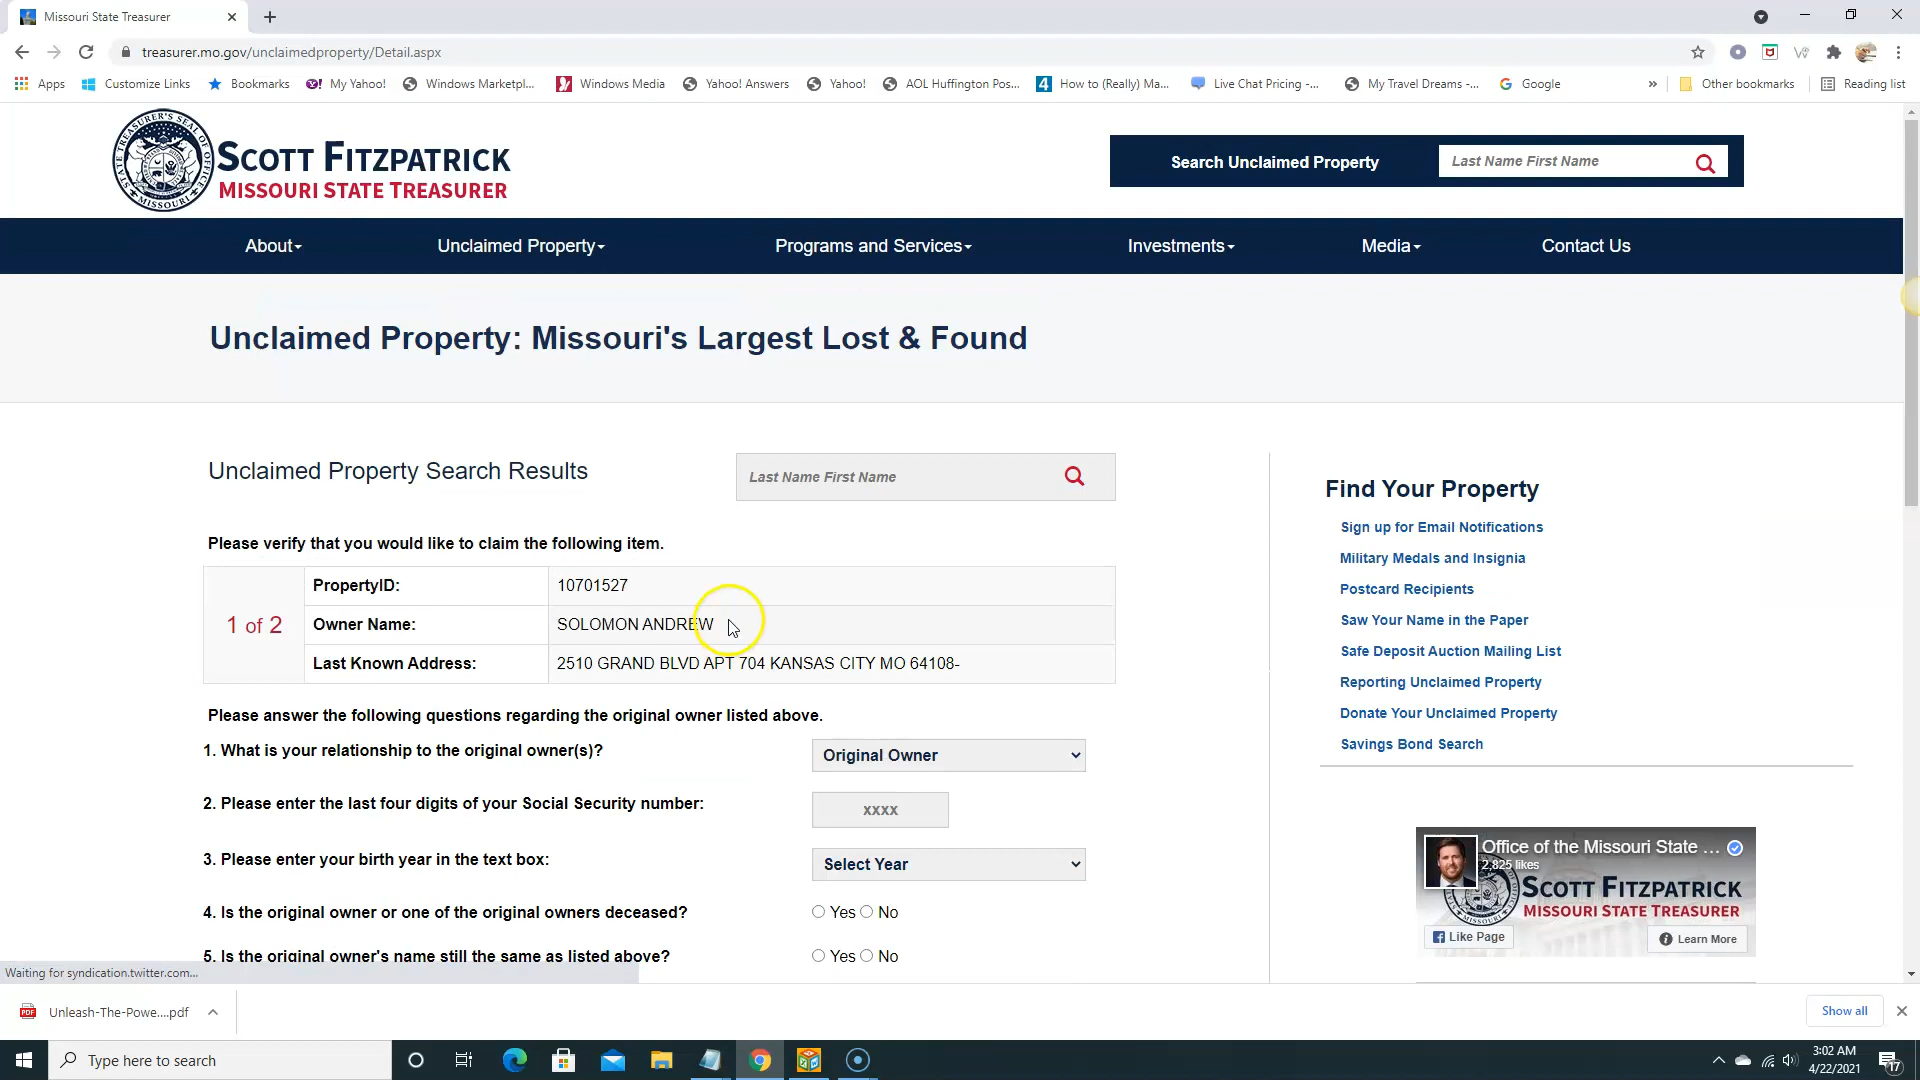 Missouri State Treasurer
treasurer.mo.gov/unclaimedproperty/Detail.aspx
Apps Customize Links Bookmarks My Yahoo! Windows Marketpl... Windows Media Yahoo! Answers Yahoo! AOL Huffington Pos... 4 How to (Really) Ma... Live Chat Pricing -... My Travel Dreams -... Google » Other bookmarks Reading list
STATE TREASURER'S SEAL OF OFFICE MISSOURI
SCOTT FITZPATRICK
MISSOURI STATE TREASURER
Search Unclaimed Property Last Name First Name
About Unclaimed Property Programs and Services Investments Media Contact Us
Unclaimed Property: Missouri's Largest Lost & Found
Unclaimed Property Search Results
Last Name First Name
Please verify that you would like to claim the following item.
1 of 2
PropertyID: 10701527
Owner Name: SOLOMON ANDREW
Last Known Address: 2510 GRAND BLVD APT 704 KANSAS CITY MO 64108-
Please answer the following questions regarding the original owner listed above.
1. What is your relationship to the original owner(s)? Original Owner
2. Please enter the last four digits of your Social Security number: xxxx
3. Please enter your birth year in the text box: Select Year
4. Is the original owner or one of the original owners deceased? Yes No
5. Is the original owner's name still the same as listed above? Yes No
Find Your Property
Sign up for Email Notifications
Military Medals and Insignia
Postcard Recipients
Saw Your Name in the Paper
Safe Deposit Auction Mailing List
Reporting Unclaimed Property
Donate Your Unclaimed Property
Savings Bond Search
Office of the Missouri State ...
2,825 likes
SCOTT FITZPATRICK
MISSOURI STATE TREASURER
Like Page Learn More
Waiting for syndication.twitter.com...
PDF Unleash-The-Powe....pdf Show all
Type here to search
3:02 AM
4/22/2021
17